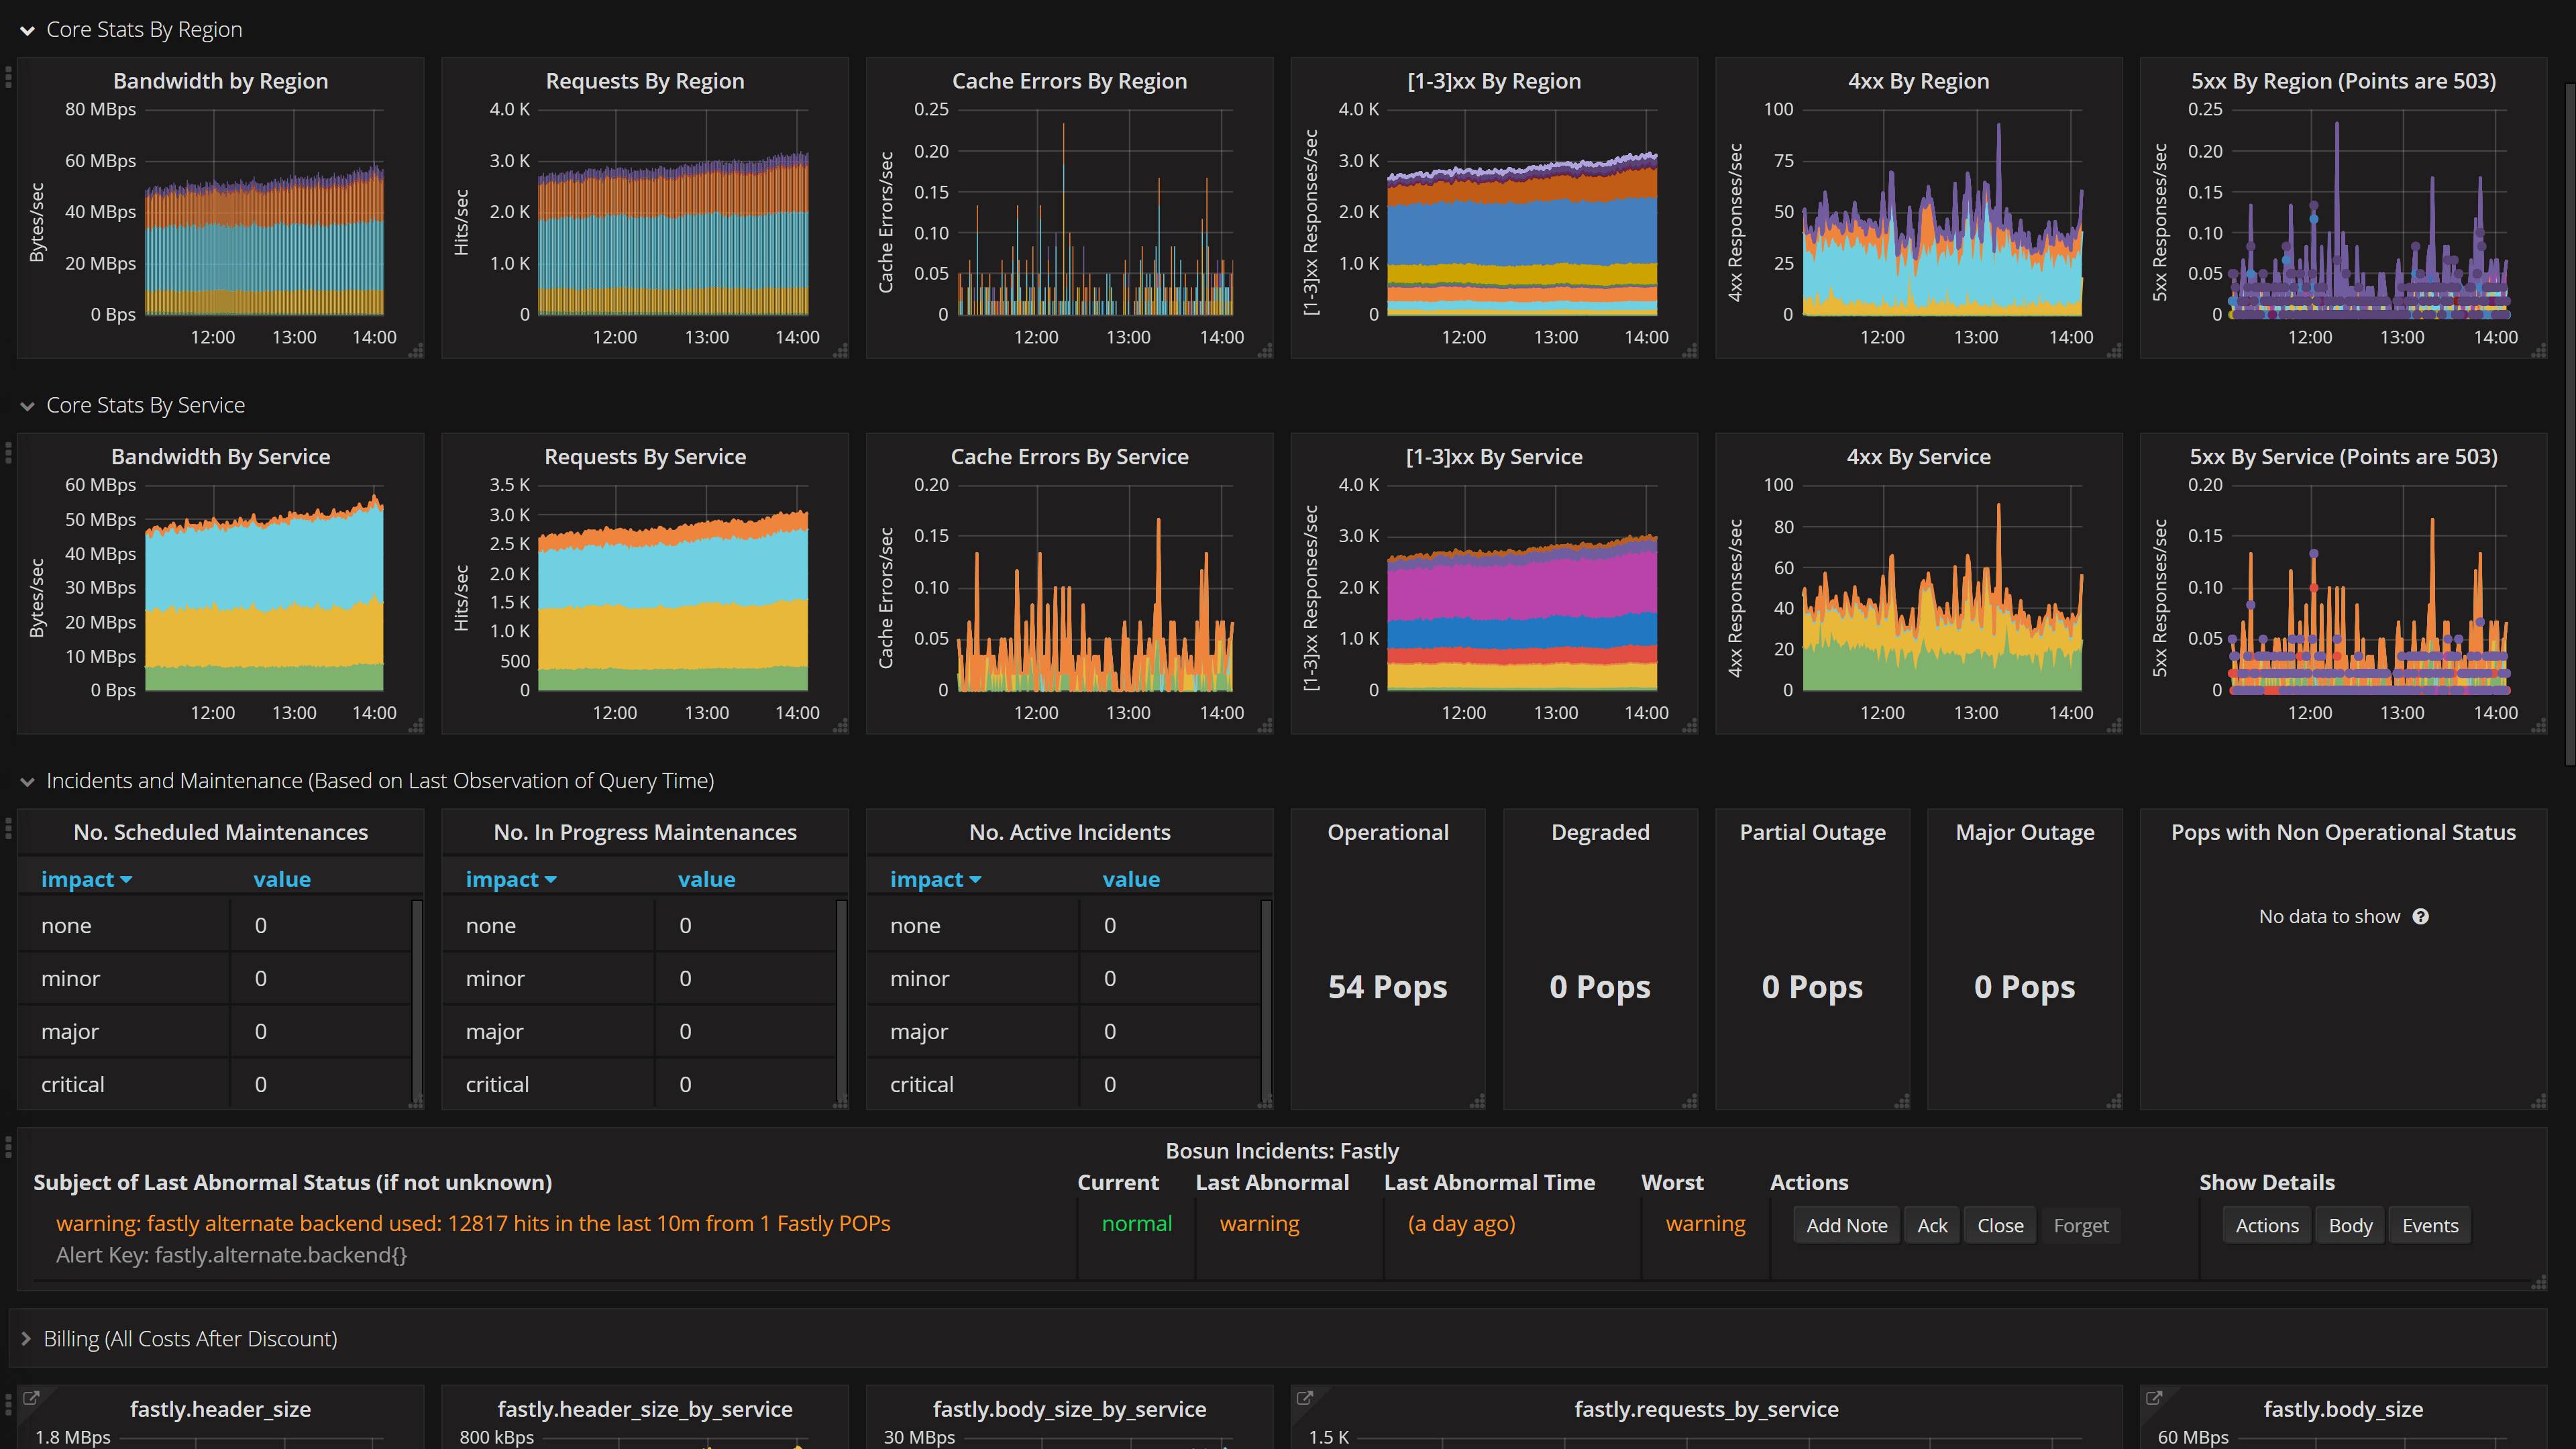 Core Stats By Region
Bandwidth by Region
80 MBps
60 MBps
40 MBps
20 MBps
0 Bps
Bytes/sec
12:00 13:00 14:00
Requests By Region
4.0 K
3.0 K
2.0 K
1.0 K
0
Hits/sec
12:00 13:00 14:00
Cache Errors By Region
0.25
0.20
0.15
0.10
0.05
0
Cache Errors/sec
12:00 13:00 14:00
[1-3]xx By Region
4.0 K
3.0 K
2.0 K
1.0 K
0
[1-3]xx Responses/sec
12:00 13:00 14:00
4xx By Region
100
75
50
25
0
4xx Responses/sec
12:00 13:00 14:00
5xx By Region (Points are 503)
0.25
0.20
0.15
0.10
0.05
0
5xx Responses/sec
12:00 13:00 14:00
Core Stats By Service
Bandwidth By Service
60 MBps
50 MBps
40 MBps
30 MBps
20 MBps
10 MBps
0 Bps
Bytes/sec
12:00 13:00 14:00
Requests By Service
3.5 K
3.0 K
2.5 K
2.0 K
1.5 K
1.0 K
500
0
Hits/sec
12:00 13:00 14:00
Cache Errors By Service
0.20
0.15
0.10
0.05
0
Cache Errors/sec
12:00 13:00 14:00
[1-3]xx By Service
4.0 K
3.0 K
2.0 K
1.0 K
0
[1-3]xx Responses/sec
12:00 13:00 14:00
4xx By Service
100
80
60
40
20
0
4xx Responses/sec
12:00 13:00 14:00
5xx By Service (Points are 503)
0.20
0.15
0.10
0.05
0
5xx Responses/sec
12:00 13:00 14:00
Incidents and Maintenance (Based on Last Observation of Query Time)
No. Scheduled Maintenances
impact value
none 0
minor 0
major 0
critical 0
No. In Progress Maintenances
impact value
none 0
minor 0
major 0
critical 0
No. Active Incidents
impact value
none 0
minor 0
major 0
critical 0
Operational
54 Pops
Degraded
0 Pops
Partial Outage
0 Pops
Major Outage
0 Pops
Pops with Non Operational Status
No data to show ?
Bosun Incidents: Fastly
Subject of Last Abnormal Status (if not unknown) Current Last Abnormal Last Abnormal Time Worst Actions Show Details
warning: fastly alternate backend used: 12817 hits in the last 10m from 1 Fastly POPs normal warning (a day ago) warning Add Note Ack Close Forget Actions Body Events
Alert Key: fastly.alternate.backend{}
Billing (All Costs After Discount)
fastly.header_size
1.8 MBps
fastly.header_size_by_service
800 kBps
fastly.body_size_by_service
30 MBps
fastly.requests_by_service
1.5 K
fastly.body_size
60 MBps